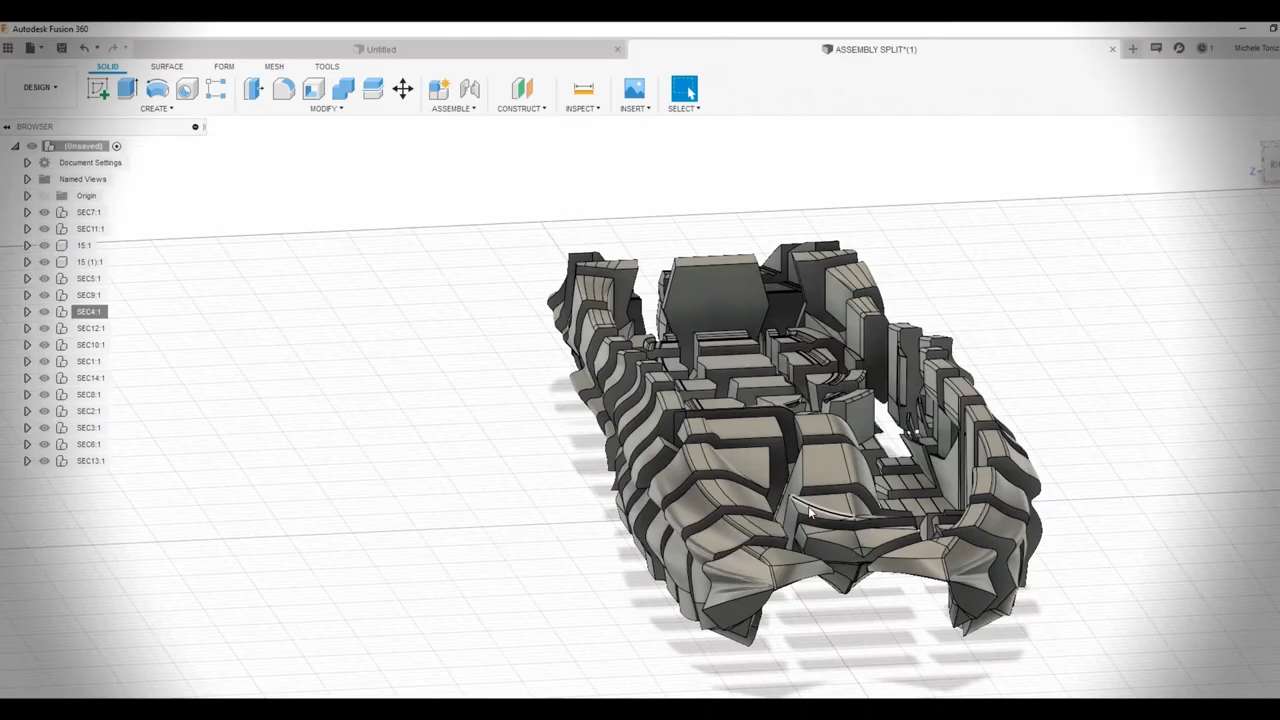 Autodesk Fusion 360
Untitled
ASSEMBLY SPLIT*(1)
1
SOLID
SURFACE
FORM
MESH
TOOLS
DESIGN
CREATE
MODIFY
ASSEMBLE
CONSTRUCT
INSPECT
INSERT
SELECT
BROWSER
(Unsaved)
Document Settings
Named Views
Origin
SEC7:1
SEC11:1
15:1
15 (1):1
SEC5:1
SEC9:1
SEC4:1
SEC12:1
SEC10:1
SEC1:1
SEC14:1
SEC8:1
SEC2:1
SEC3:1
SEC6:1
SEC13:1
Z